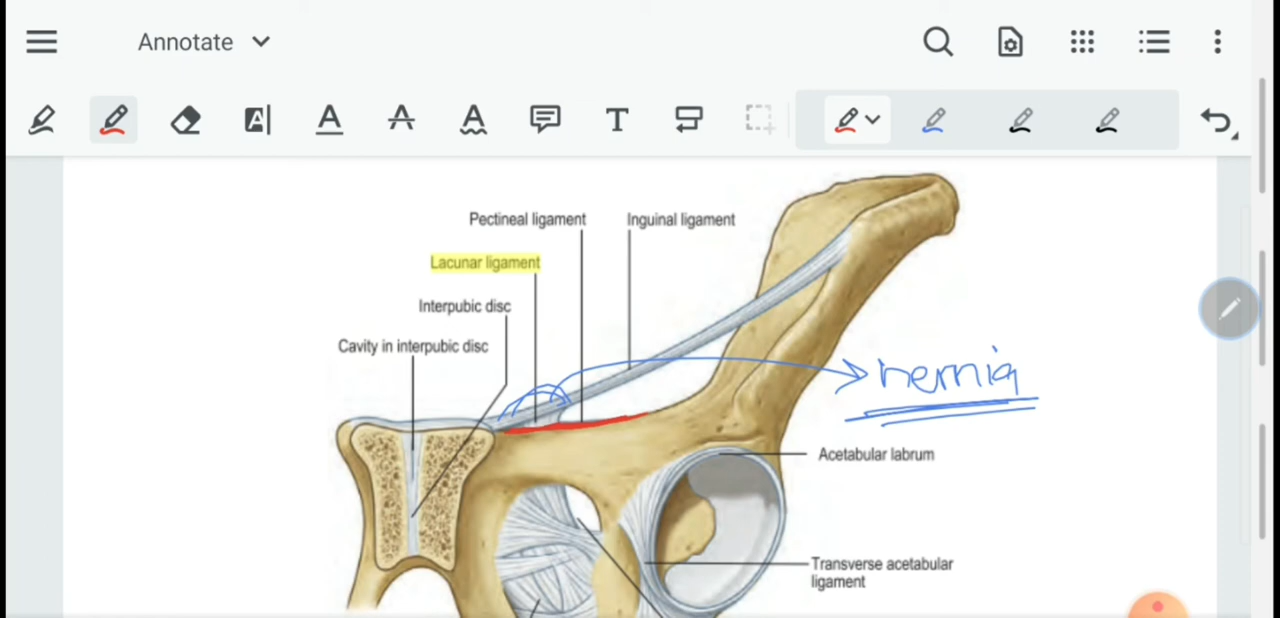 Annotate
Pectineal ligament
Inguinal ligament
Lacunar ligament
Interpubic disc
Cavity in interpubic disc
hernia
Acetabular labrum
Transverse acetabular
ligament